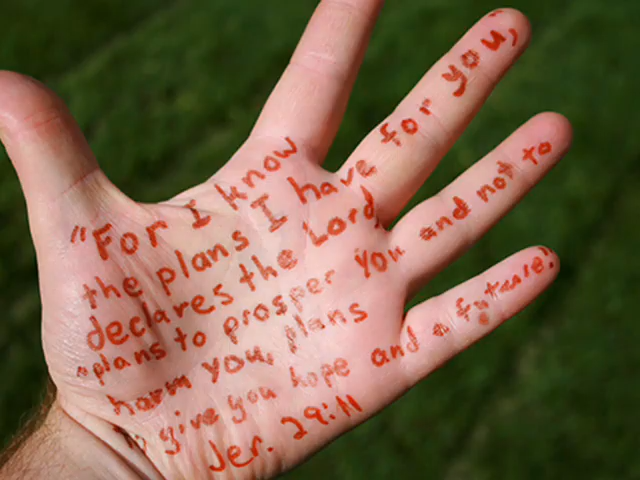 "For I know
the plans I have for you,
declares the Lord,
"plans to prosper you and not to
harm you, plans
to give you hope and a future."
Jer. 29:11